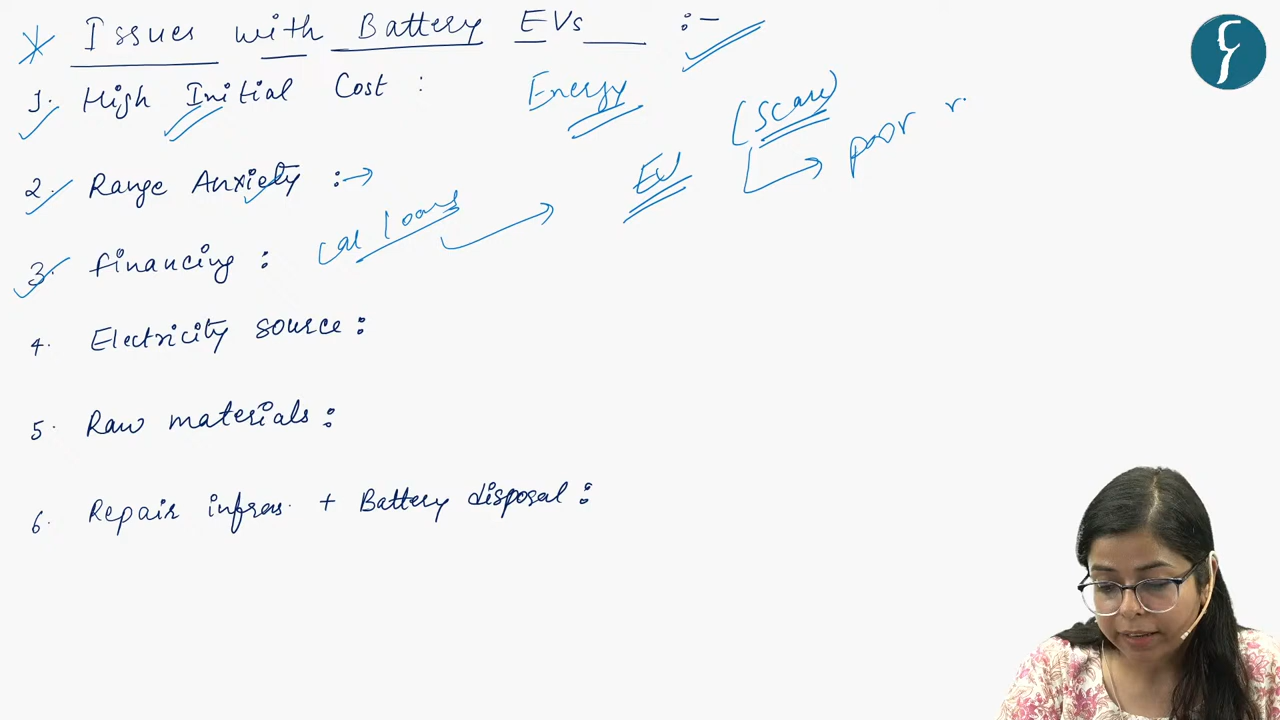 * Issues with Battery EVs :-
1. High Initial Cost :
Energy
(Scare)
poor r
2. Range Anxiety :→
EV
3. financing :
Car loans
4. Electricity source :
5. Raw materials :
6. Repair infras. + Battery disposal :